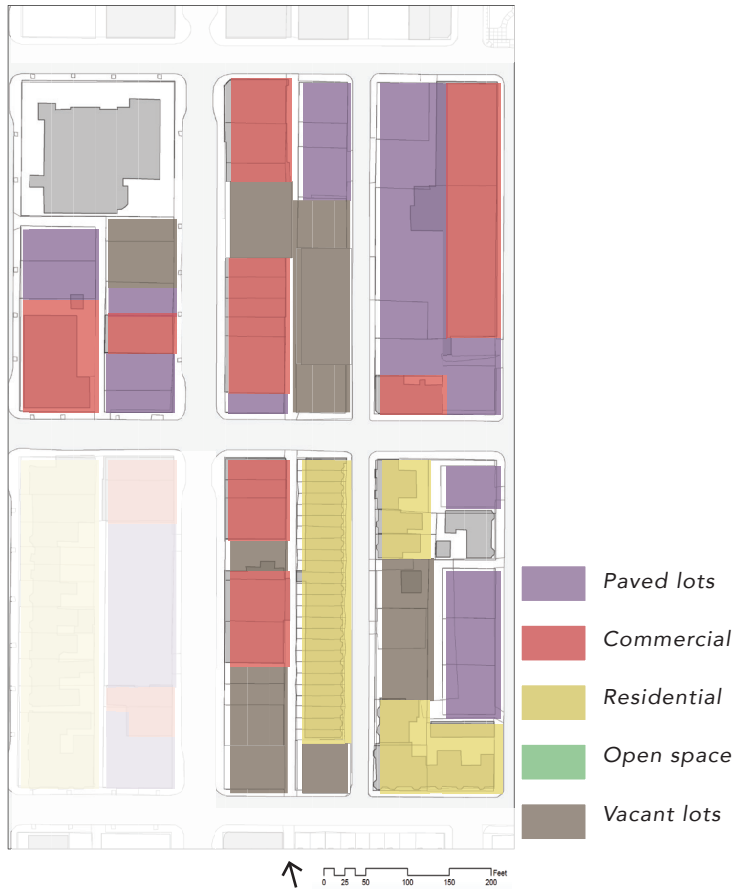 Paved lots
Commercial
Residential
Open space
Vacant lots
Feet
0 25 50 100 150 200